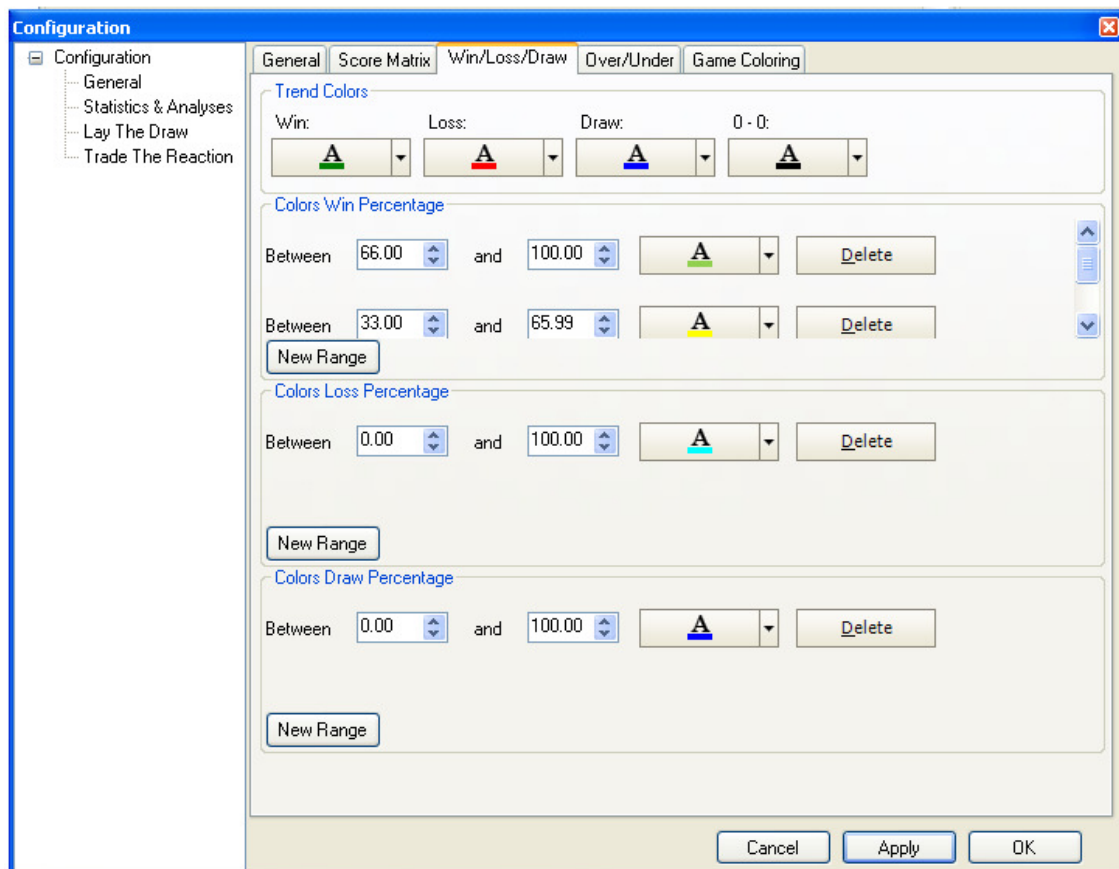 Configuration
Configuration
General
Statistics & Analyses
Lay The Draw
Trade The Reaction
General Score Matrix Win/Loss/Draw Over/Under Game Coloring
Trend Colors
Win: Loss: Draw: 0 - 0:
A A A A
Colors Win Percentage
Between 66.00 and 100.00 A Delete
Between 33.00 and 65.99 A Delete
New Range
Colors Loss Percentage
Between 0.00 and 100.00 A Delete
New Range
Colors Draw Percentage
Between 0.00 and 100.00 A Delete
New Range
Cancel Apply OK